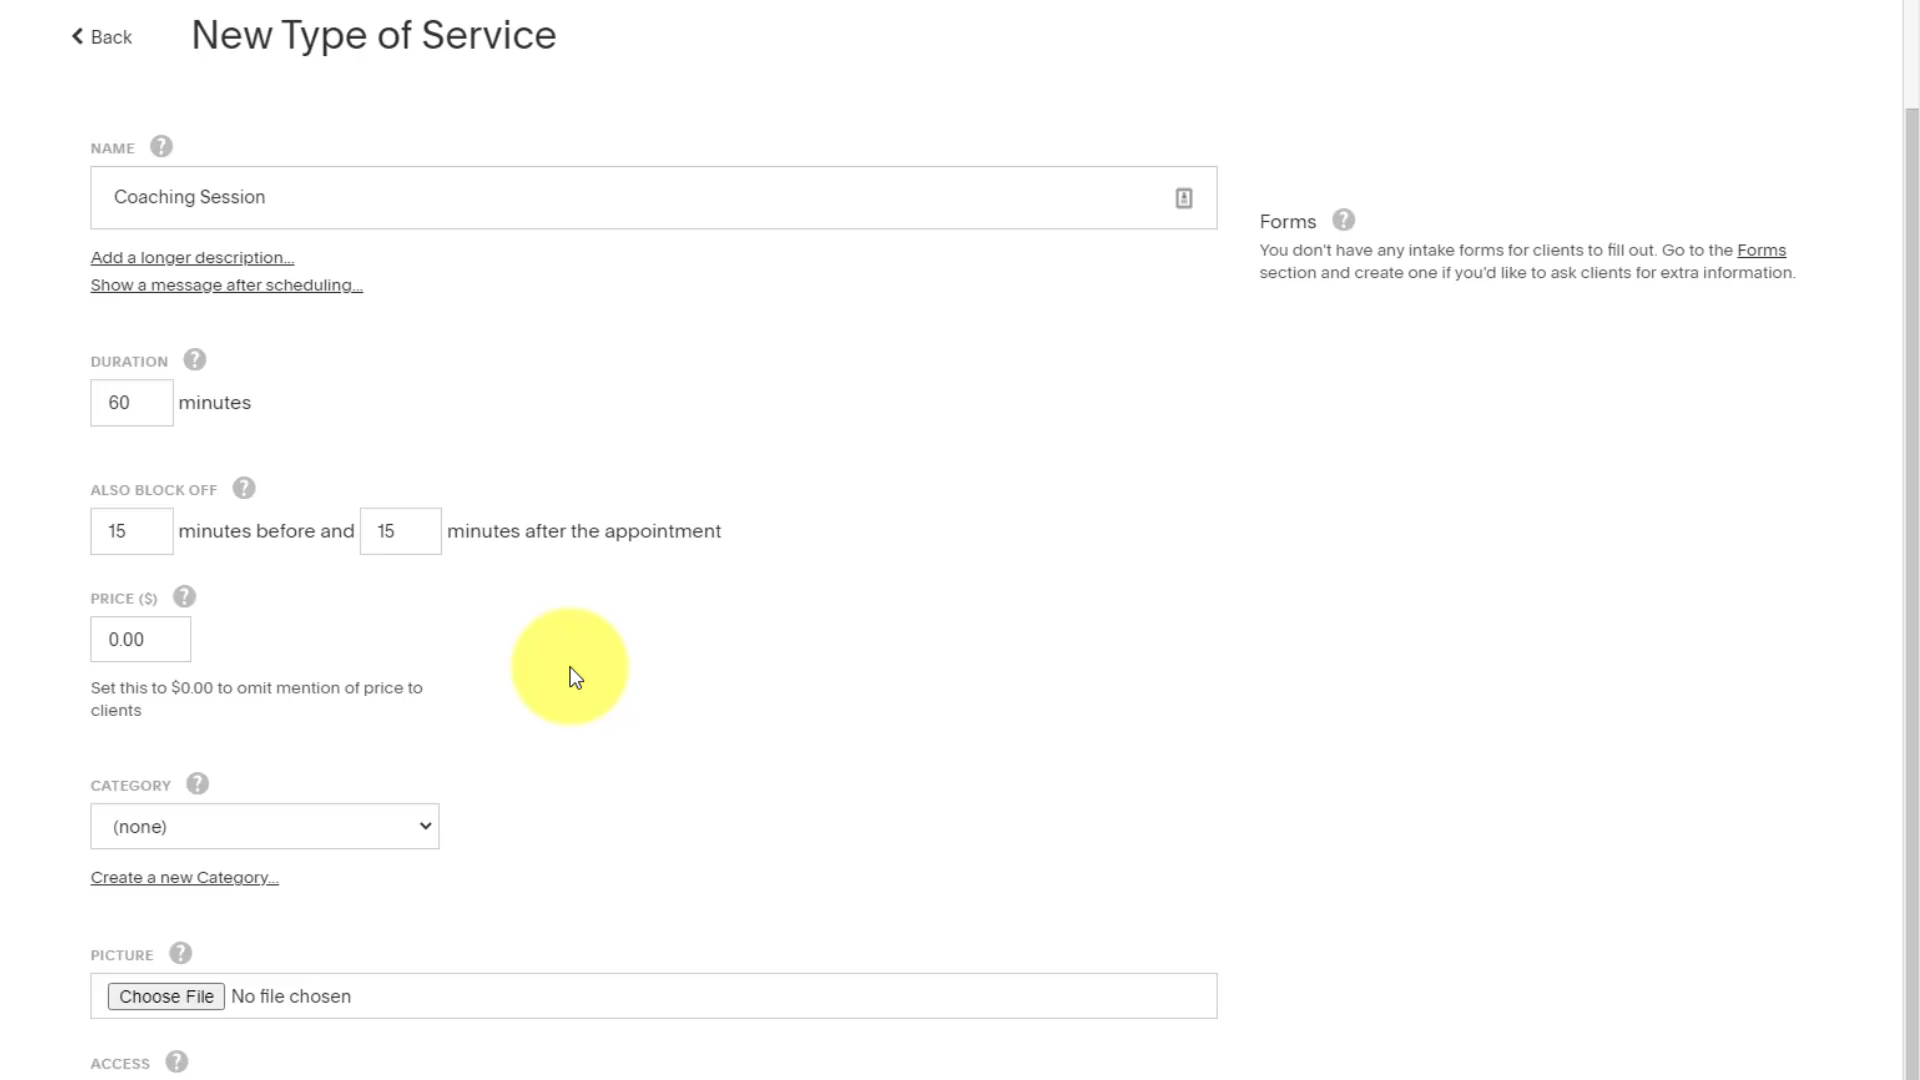 Back
New Type of Service
NAME
Coaching Session
Add a longer description...
Show a message after scheduling...
Forms
You don't have any intake forms for clients to fill out. Go to the Forms
section and create one if you'd like to ask clients for extra information.
DURATION
60 minutes
ALSO BLOCK OFF
15 minutes before and 15 minutes after the appointment
PRICE ($)
0.00
Set this to $0.00 to omit mention of price to
clients
CATEGORY
(none)
Create a new Category...
PICTURE
Choose File No file chosen
ACCESS